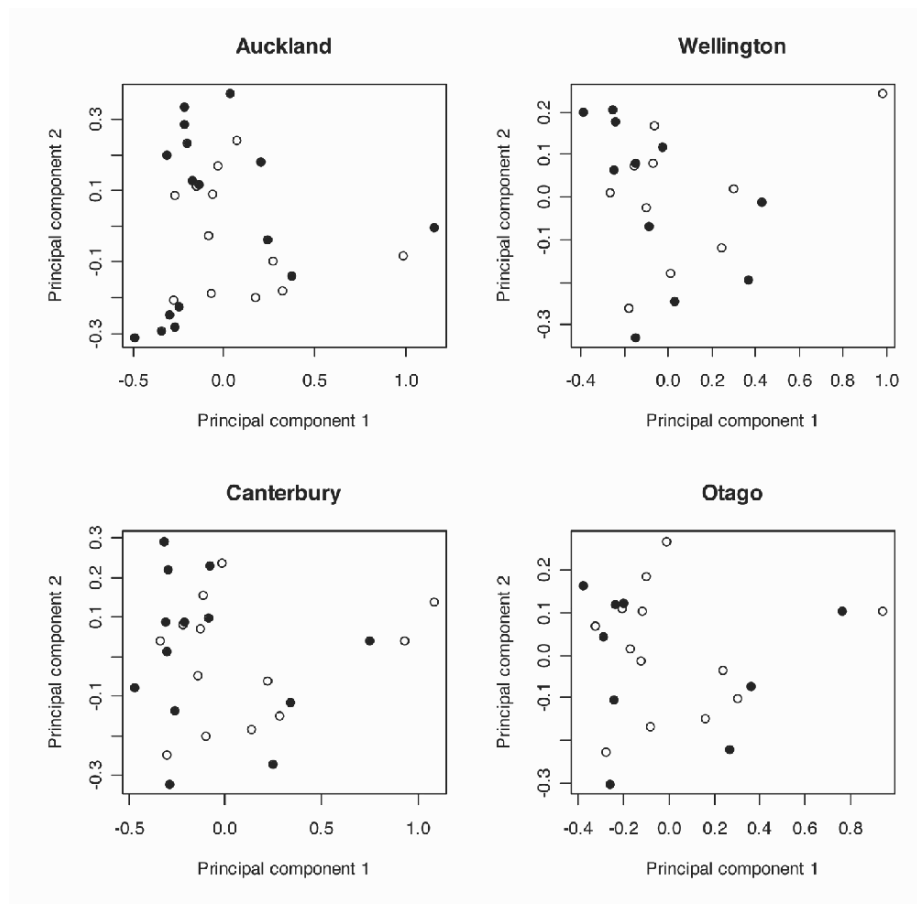 Auckland
Principal component 2
0.3
0.1
-0.1
-0.3
-0.5 0.0 0.5 1.0
Principal component 1
Wellington
Principal component 2
0.2
0.1
0.0
-0.1
-0.3
-0.4 0.0 0.2 0.4 0.6 0.8 1.0
Principal component 1
Canterbury
Principal component 2
0.3
0.2
0.1
-0.1
-0.3
-0.5 0.0 0.5 1.0
Principal component 1
Otago
Principal component 2
0.2
0.1
0.0
-0.1
-0.3
-0.4 -0.2 0.0 0.2 0.4 0.6 0.8
Principal component 1